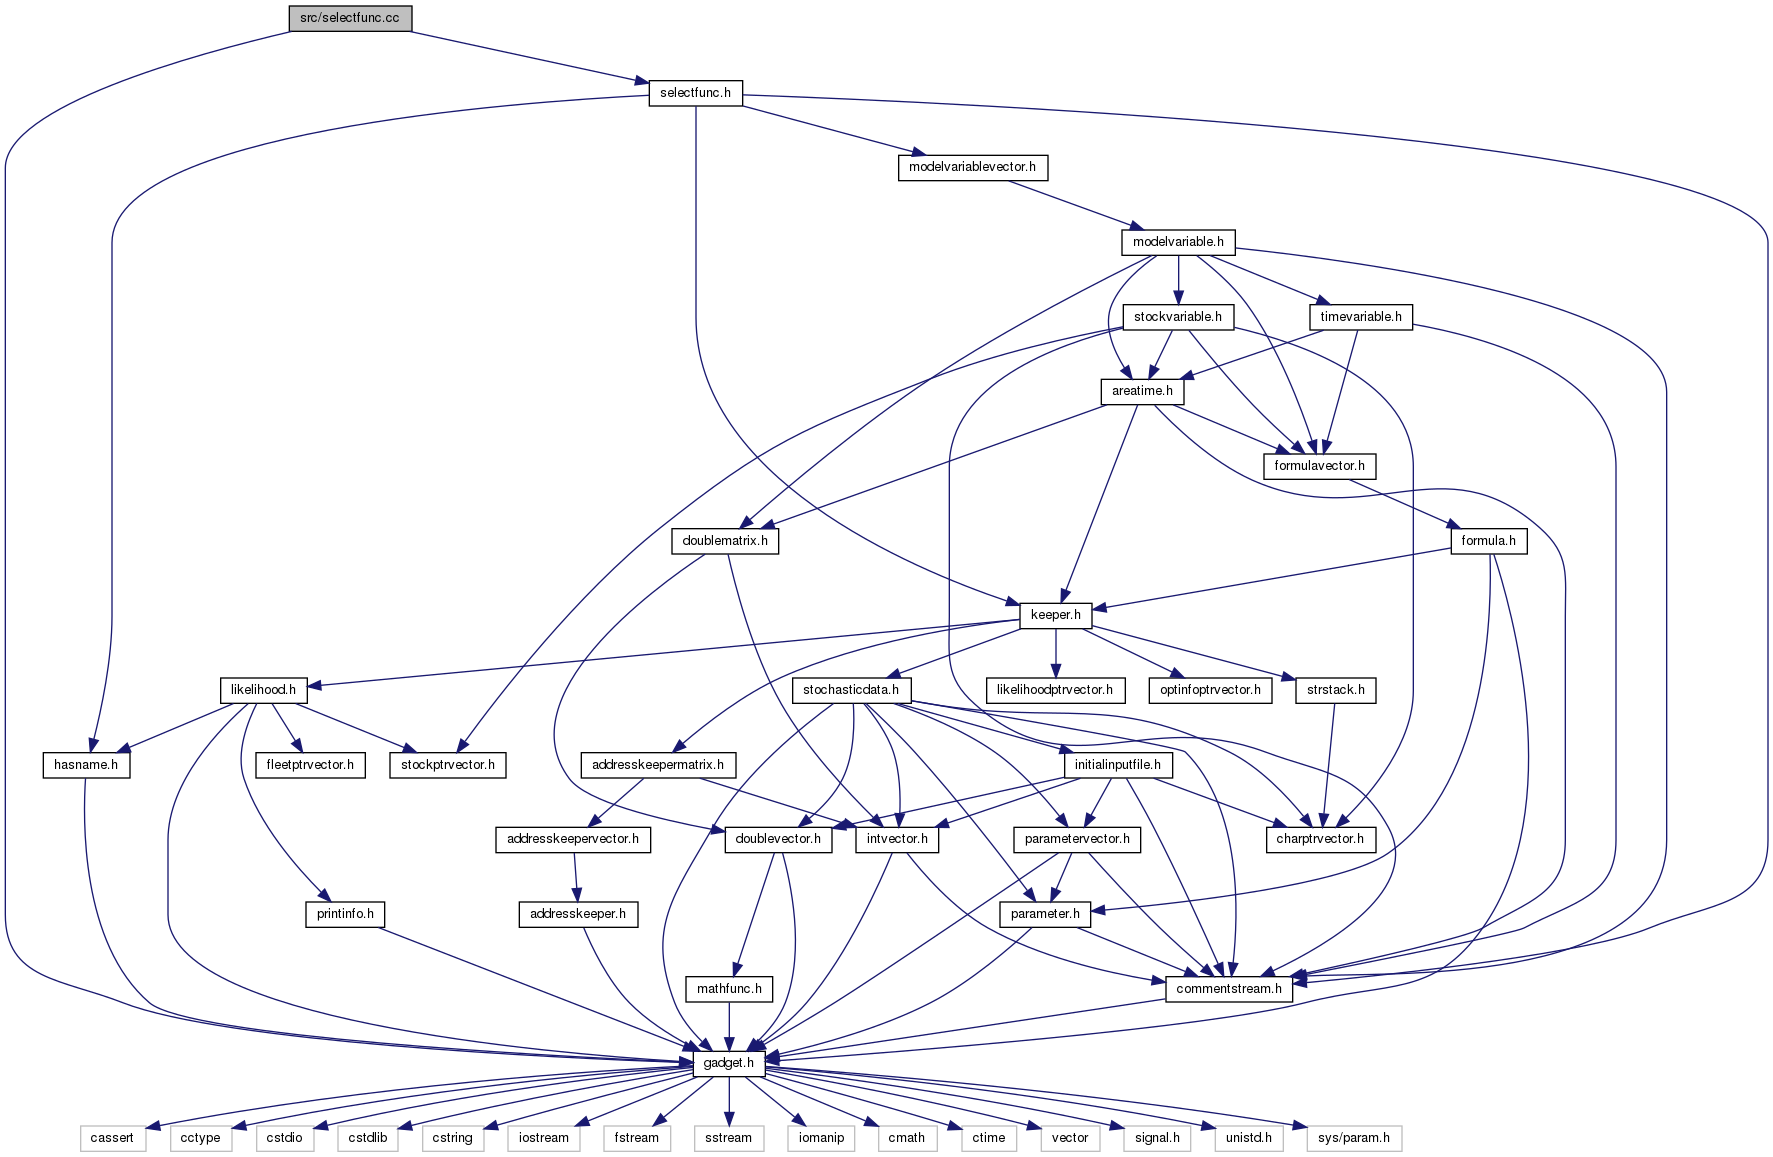 src/selectfunc.cc
selectfunc.h
modelvariablevector.h
modelvariable.h
stockvariable.h
timevariable.h
areatime.h
formulavector.h
doublematrix.h
formula.h
keeper.h
likelihood.h
stochasticdata.h
likelihoodptrvector.h
optinfoptrvector.h
strstack.h
hasname.h
fleetptrvector.h
stockptrvector.h
addresskeepermatrix.h
initialinputfile.h
addresskeepervector.h
doublevector.h
intvector.h
parametervector.h
charptrvector.h
printinfo.h
addresskeeper.h
parameter.h
mathfunc.h
commentstream.h
gadget.h
cassert
cctype
cstdio
cstdlib
cstring
iostream
fstream
sstream
iomanip
cmath
ctime
vector
signal.h
unistd.h
sys/param.h